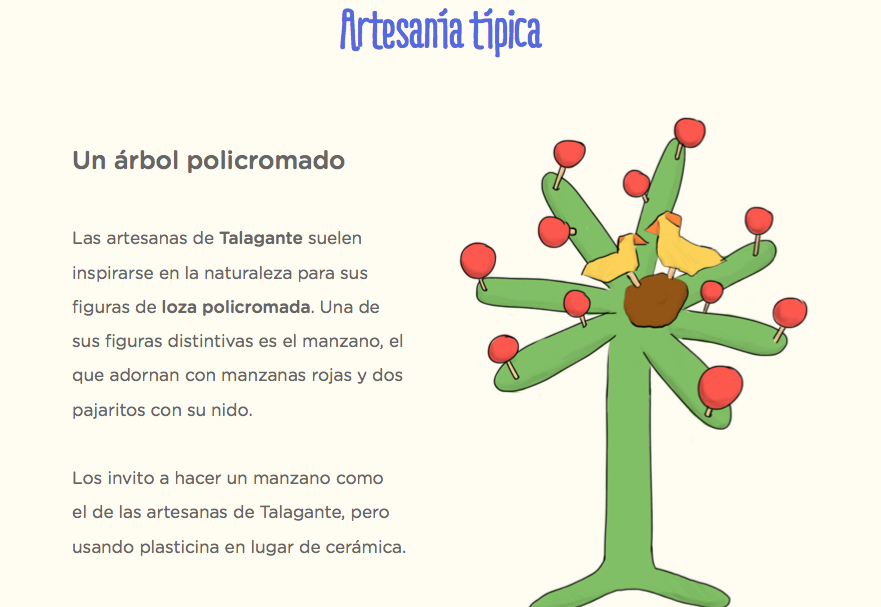 Artesanía típica
Un árbol policromado
Las artesanas de Talagante suelen
inspirarse en la naturaleza para sus
figuras de loza policromada. Una de
sus figuras distintivas es el manzano, el
que adornan con manzanas rojas y dos
pajaritos con su nido.
Los invito a hacer un manzano como
el de las artesanas de Talagante, pero
usando plasticina en lugar de cerámica.